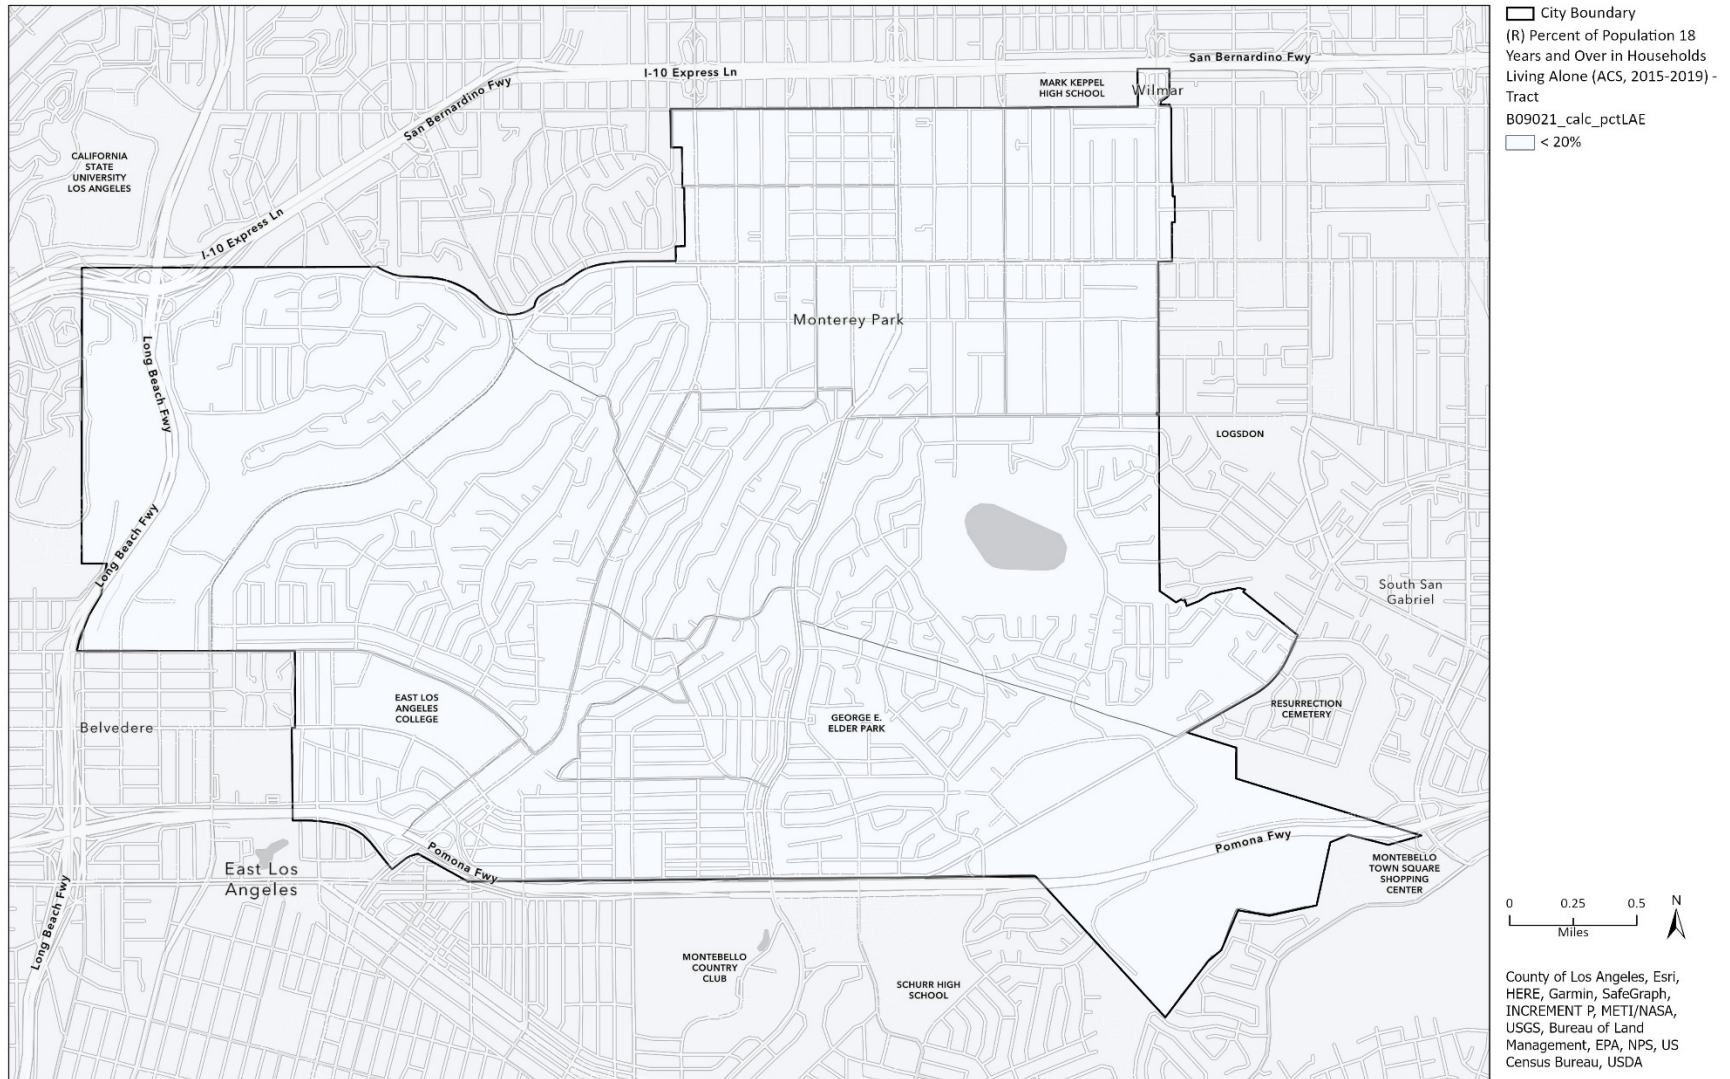 City Boundary
(R) Percent of Population 18
Years and Over in Households
Living Alone (ACS, 2015-2019) -
Tract
B09021_calc_pctLAE
< 20%
San Bernardino Fwy
I-10 Express Ln
MARK KEPPEL
HIGH SCHOOL
Wilmar
San Bernardino Fwy
CALIFORNIA
STATE
UNIVERSITY
LOS ANGELES
I-10 Express Ln
Monterey Park
Long Beach Fwy
LOGSDON
Long Beach Fwy
South San
Gabriel
EAST LOS
ANGELES
COLLEGE
RESURRECTION
CEMETERY
GEORGE E.
ELDER PARK
Belvedere
Pomona Fwy
Pomona Fwy
MONTEBELLO
TOWN SQUARE
SHOPPING
CENTER
East Los
Angeles
Long Beach Fwy
MONTEBELLO
COUNTRY
CLUB
SCHURR HIGH
SCHOOL
0 0.25 0.5
Miles
N
County of Los Angeles, Esri,
HERE, Garmin, SafeGraph,
INCREMENT P, METI/NASA,
USGS, Bureau of Land
Management, EPA, NPS, US
Census Bureau, USDA